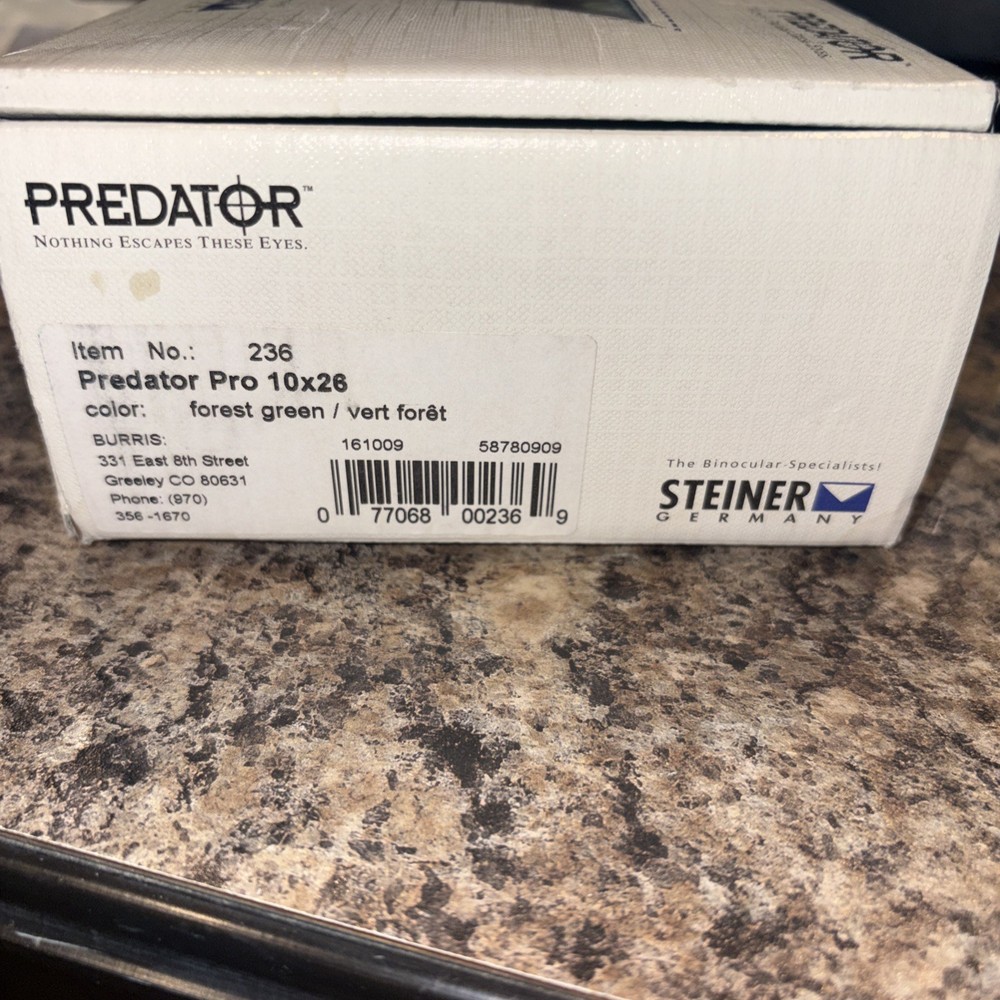 PREDATOR
PREDATOR™
NOTHING ESCAPES THESE EYES.
Item No.: 236
Predator Pro 10x26
color: forest green / vert forêt
BURRIS:
331 East 8th Street
Greeley CO 80631
Phone: (970)
356 -1670
161009 58780909
0 77068 00236 9
The Binocular-Specialists!
STEINER
GERMANY